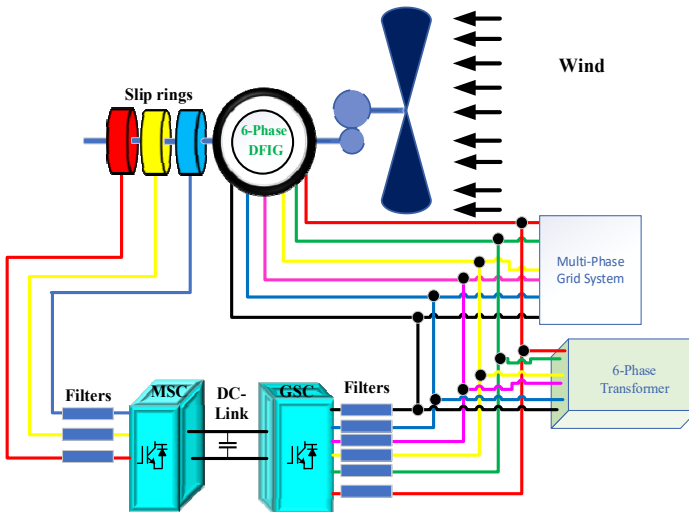 Wind
Slip rings
6-Phase
DFIG
Multi-Phase
Grid System
6-Phase
Transformer
Filters
MSC
DC-
Link
GSC
Filters